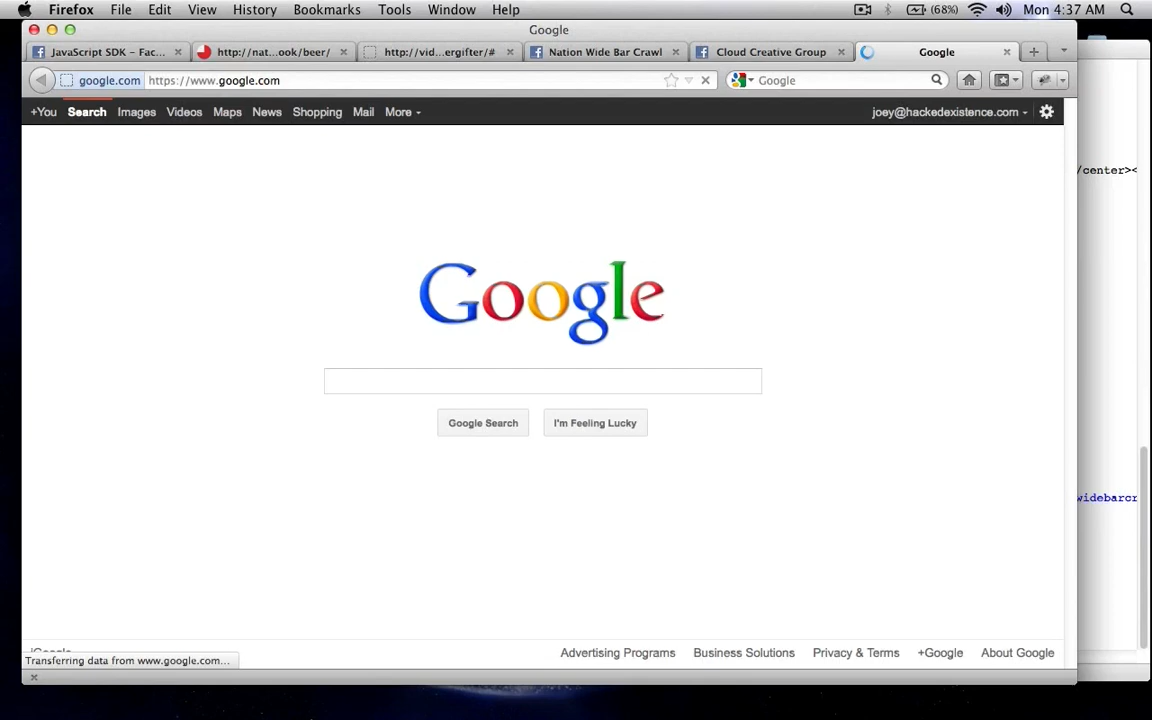 Firefox File Edit View History Bookmarks Tools Window Help (68%) Mon 4:37 AM
Google
JavaScript SDK – Fac... http://nat...ook/beer/ http://vid...ergifter/# Nation Wide Bar Crawl Cloud Creative Group Google
google.com https://www.google.com Google
+You Search Images Videos Maps News Shopping Mail More joey@hackedexistence.com
/center><
Google
Google Search I'm Feeling Lucky
widebarcr
iGoogle Advertising Programs Business Solutions Privacy & Terms +Google About Google
Transferring data from www.google.com...